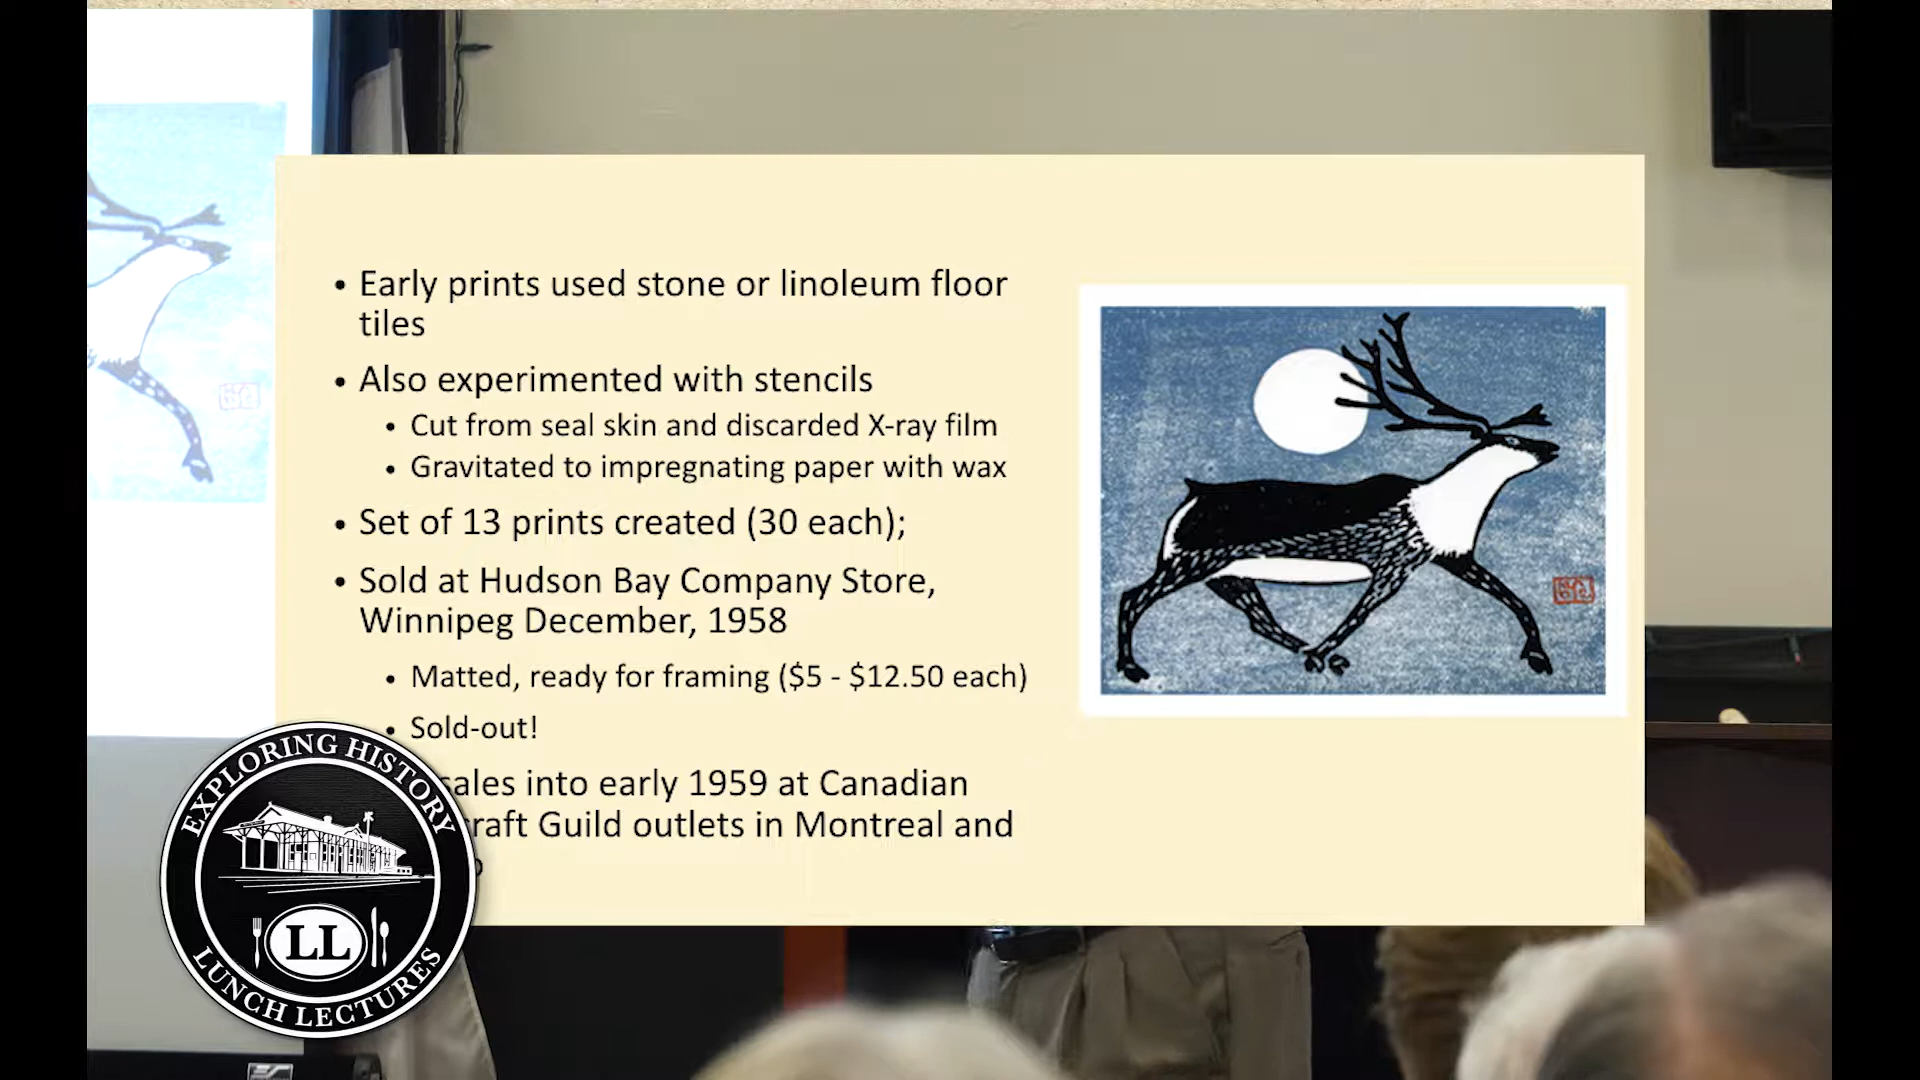 • Early prints used stone or linoleum floor
tiles
• Also experimented with stencils
• Cut from seal skin and discarded X-ray film
• Gravitated to impregnating paper with wax
• Set of 13 prints created (30 each);
• Sold at Hudson Bay Company Store,
Winnipeg December, 1958
• Matted, ready for framing ($5 - $12.50 each)
• Sold-out!
sales into early 1959 at Canadian
Guild outlets in Montreal and
EXPLORING HISTORY
LL
LUNCH LECTURES